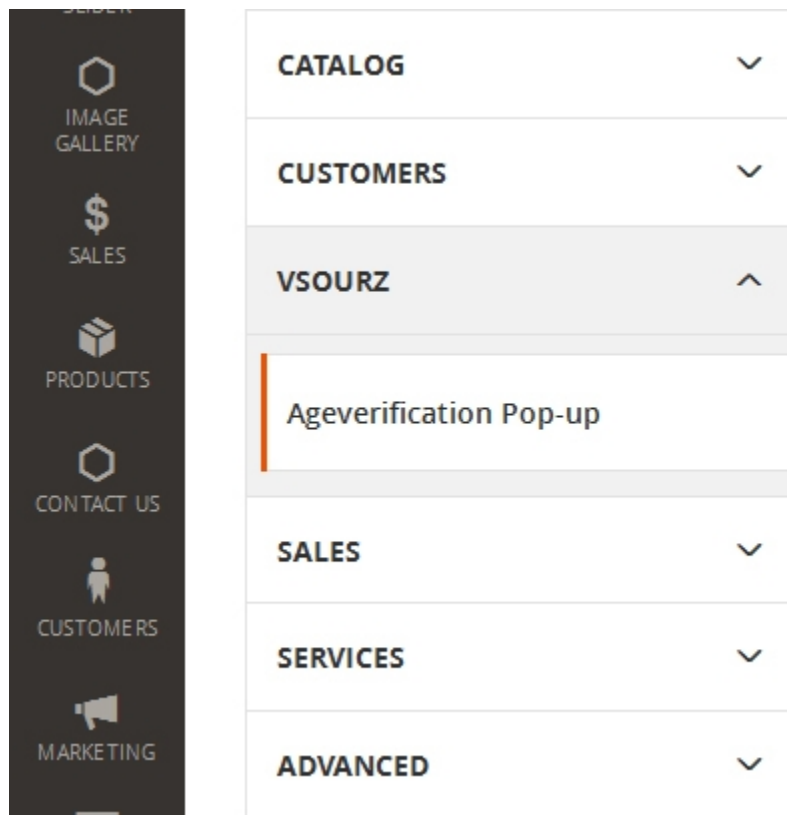 IMAGE
GALLERY
$
SALES
PRODUCTS
CONTACT US
CUSTOMERS
MARKETING
CATALOG
CUSTOMERS
VSOURZ
Ageverification Pop-up
SALES
SERVICES
ADVANCED